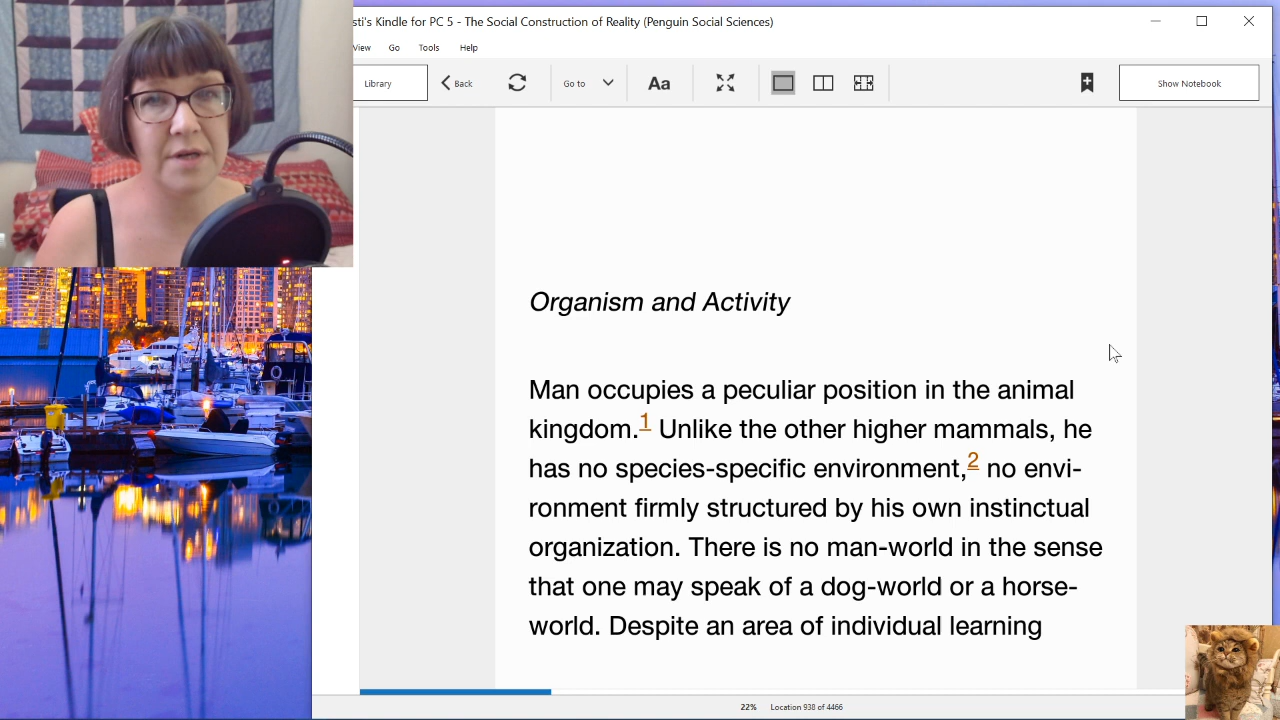 sti's Kindle for PC 5 - The Social Construction of Reality (Penguin Social Sciences)
View Go Tools Help
Library Back Go to Aa Show Notebook
Organism and Activity
Man occupies a peculiar position in the animal
kingdom.1 Unlike the other higher mammals, he
has no species-specific environment,2 no envi-
ronment firmly structured by his own instinctual
organization. There is no man-world in the sense
that one may speak of a dog-world or a horse-
world. Despite an area of individual learning
22% Location 938 of 4466